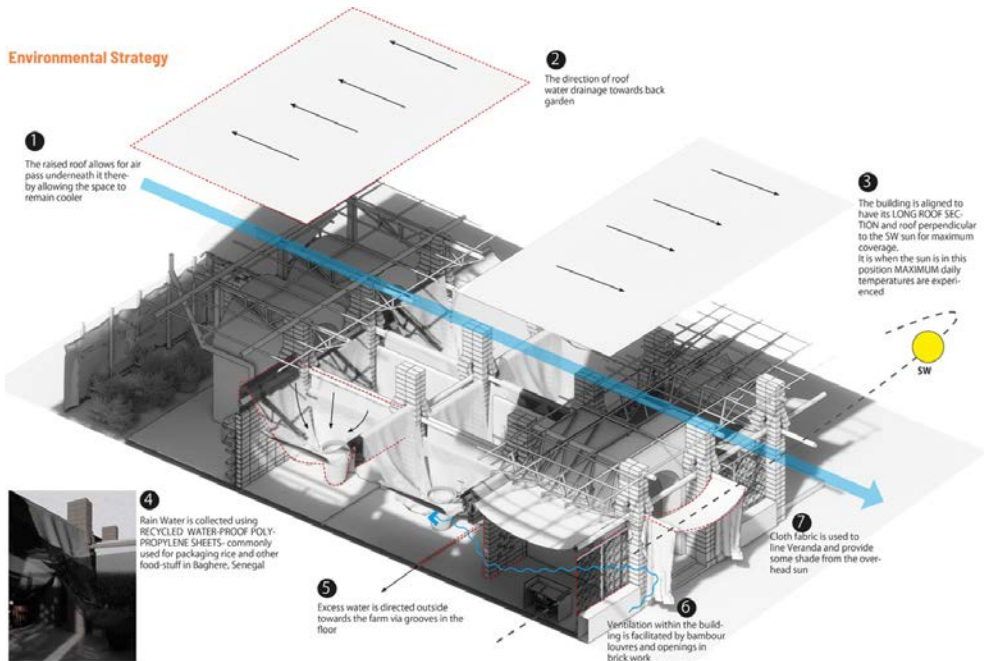 Environmental Strategy
1
The raised roof allows for air
pass underneath it there-
by allowing the space to
remain cooler
2
The direction of roof
water drainage towards back
garden
3
The building is aligned to
have its LONG ROOF SEC-
TION and roof perpendicular
to the SW sun for maximum
coverage.
It is when the sun is in this
position MAXIMUM daily
temperatures are experi-
enced
SW
4
Rain Water is collected using
RECYCLED WATER-PROOF POLY-
PROPYLENE SHEETS- commonly
used for packaging rice and other
food-stuff in Baghere, Senegal
5
Excess water is directed outside
towards the farm via grooves in the
floor
6
Ventilation within the build-
ing is facilitated by bambour
louvres and openings in
brick work
7
Cloth fabric is used to
line Veranda and provide
some shade from the over-
head sun